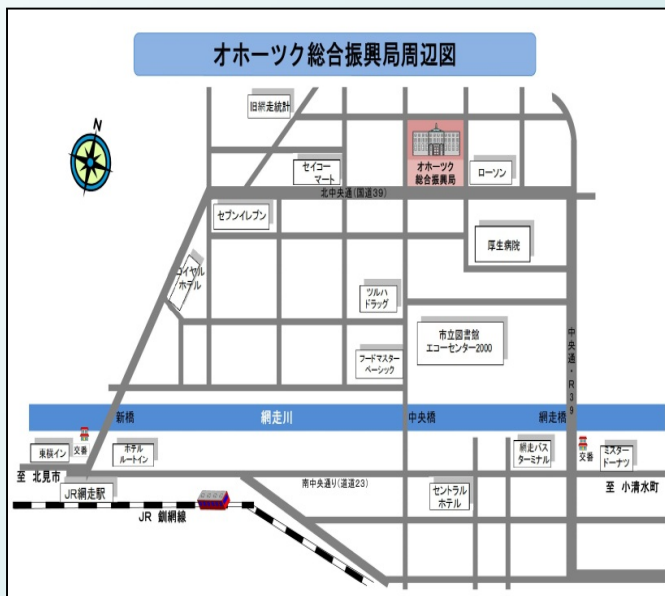 オホーツク総合振興局周辺図
N
旧網走統計
セイコー
マート
オホーツク
総合振興局
ローソン
北中央通(国道39)
セブンイレブン
厚生病院
ロイヤル
ホテル
ツルハ
ドラッグ
市立図書館
エコーセンター2000
フードマスター
ベーシック
中央通・R39
新橋
網走川
中央橋
網走橋
東横イン
交番
ホテル
ルートイン
網走バス
ターミナル
交番
ミスター
ドーナツ
至 北見市
JR網走駅
南中央通り(道道23)
セントラル
ホテル
至 小清水町
JR 釧網線